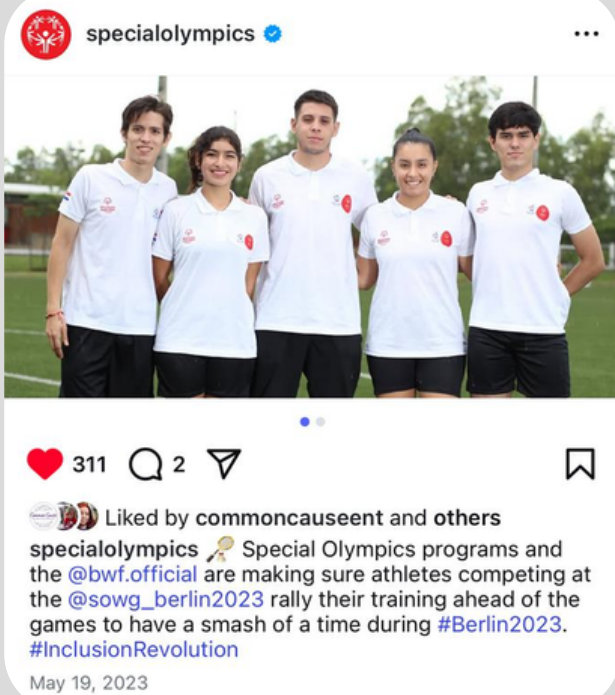 specialolympics
311 2
Liked by commoncauseent and others
specialolympics Special Olympics programs and
the @bwf.official are making sure athletes competing at
the @sowg_berlin2023 rally their training ahead of the
games to have a smash of a time during #Berlin2023.
#InclusionRevolution
May 19, 2023